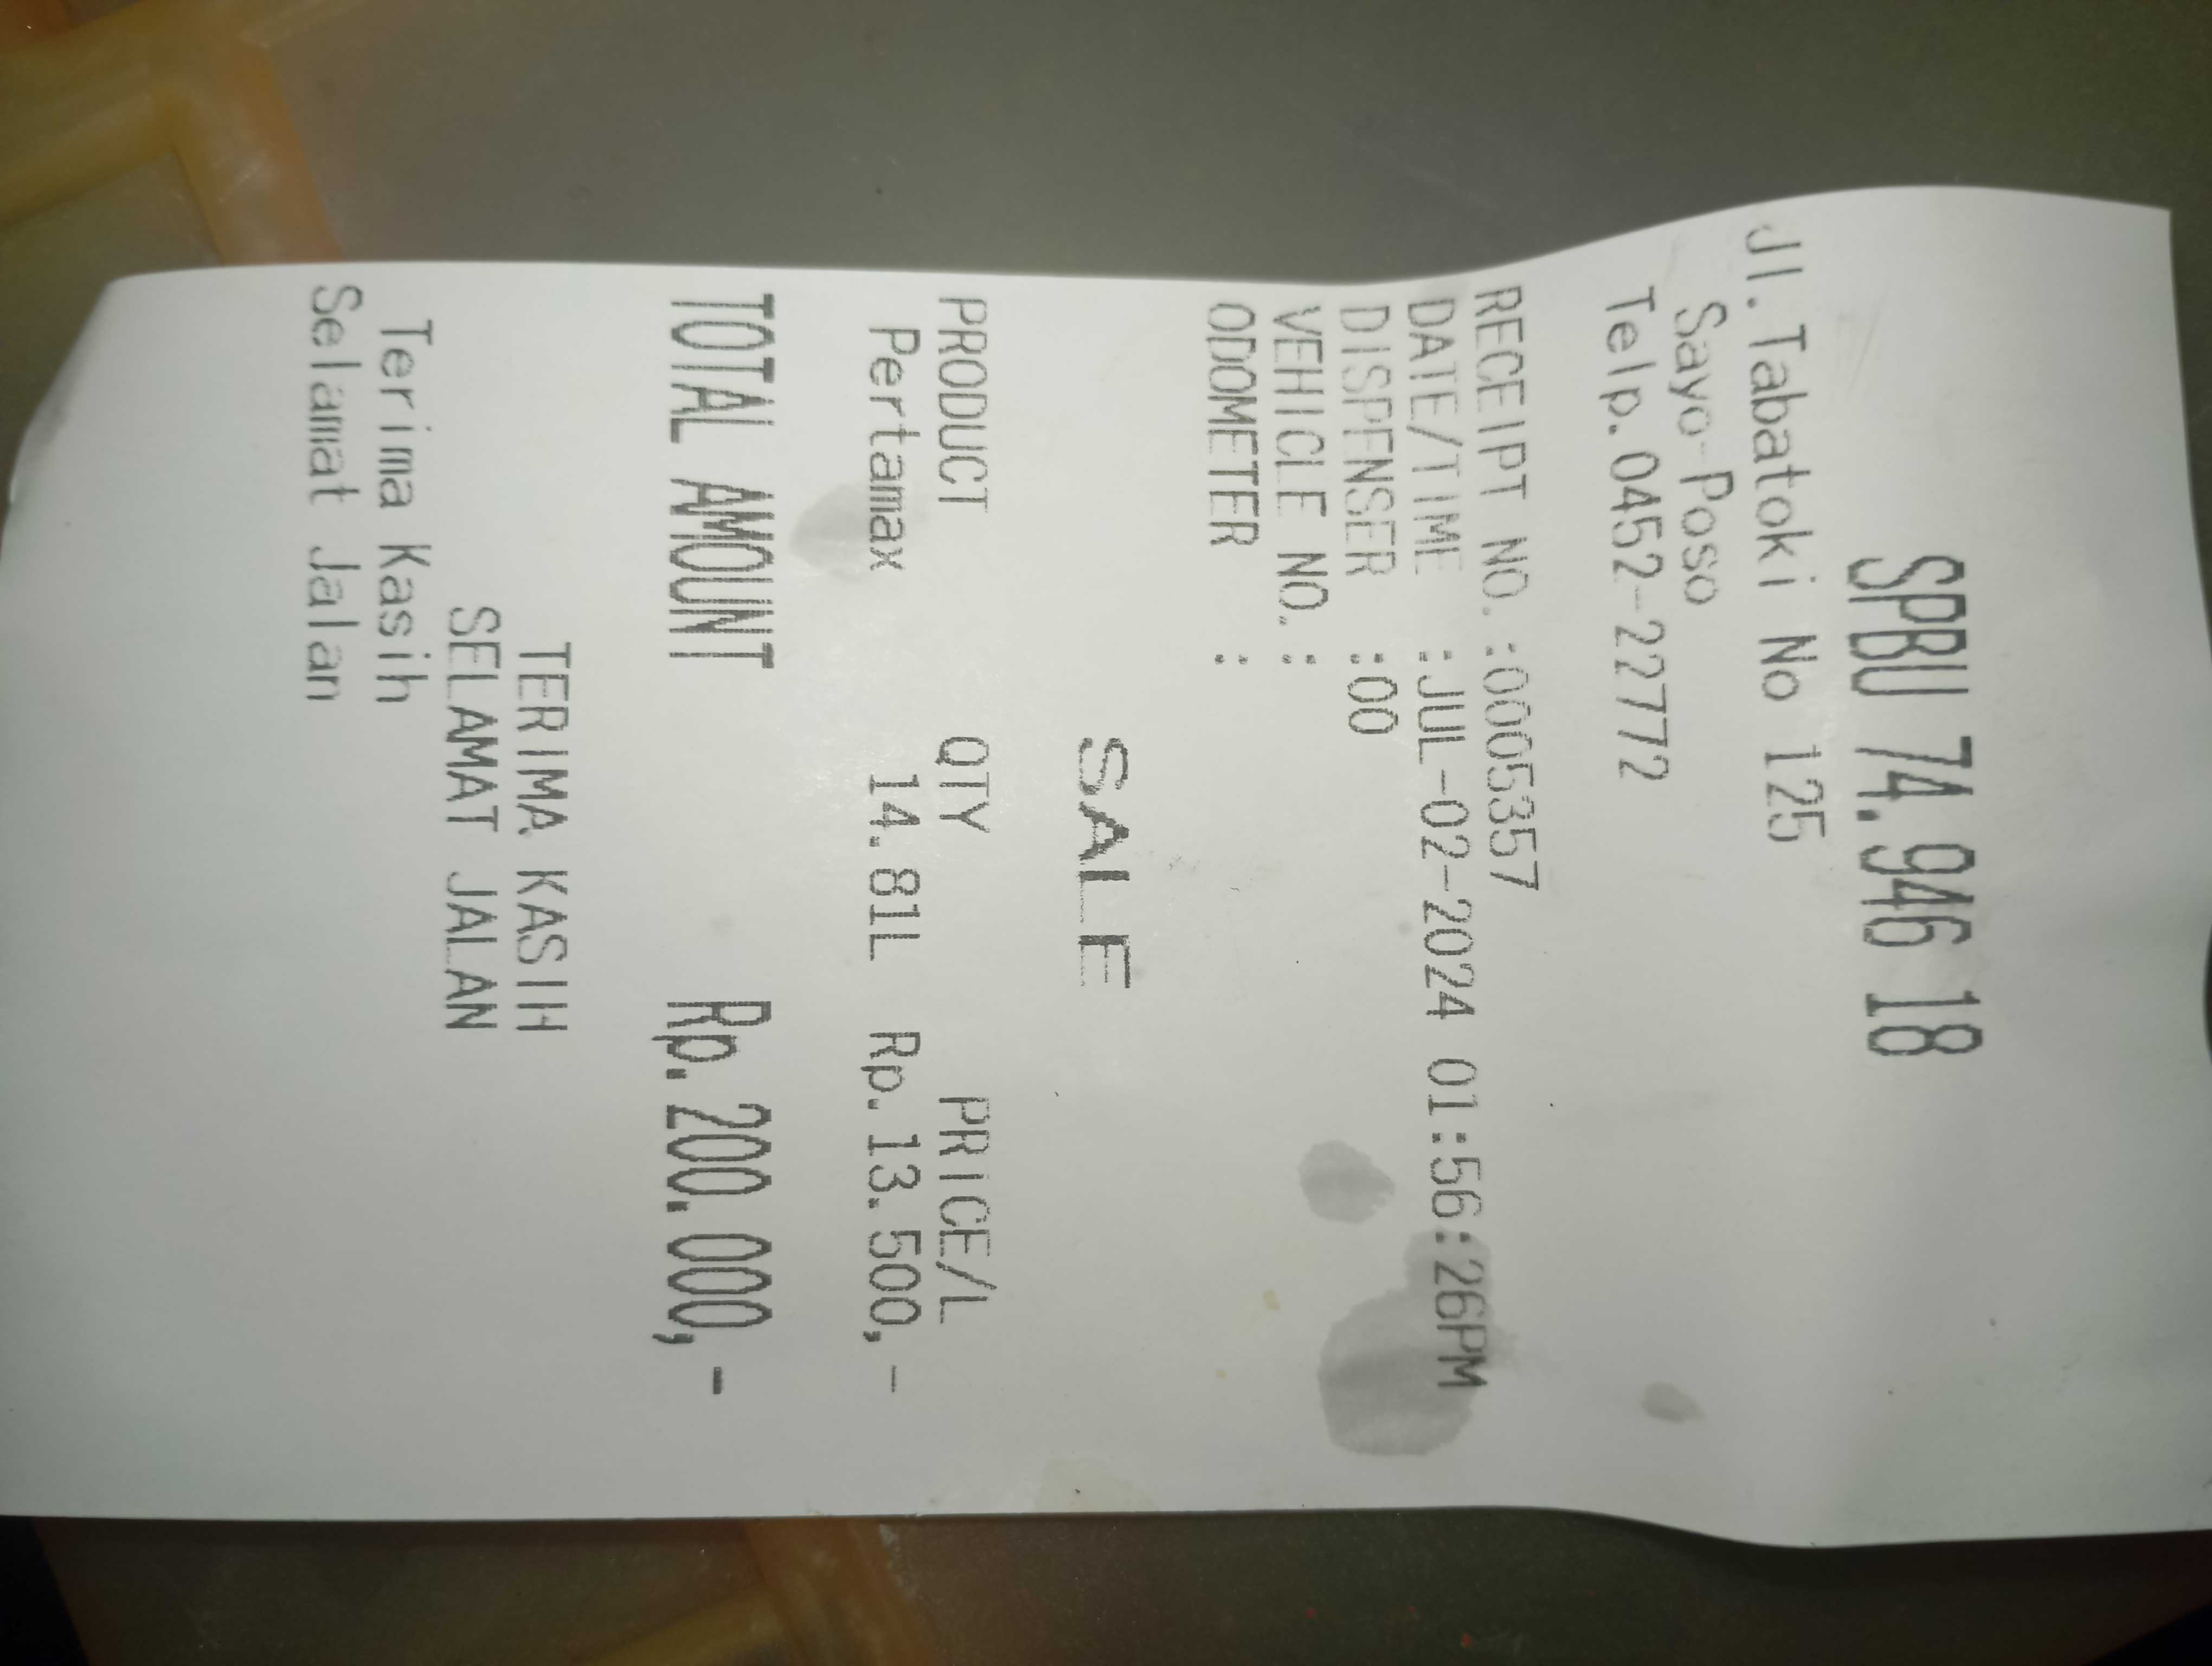 SPBU 74.946 18
Jl.Tabatoki No 125
Sayo-Poso
Telp.0452-22772
RECEIPT NO. :0005357
DATE/TIME :JUL-02-2024 01:56:26PM
DISPENSER :00
VEHICLE NO. :
ODOMETER :
SALE
PRODUCT QTY PRICE/L
Pertamax 14.81L Rp.13.500,-
TOTAL AMOUNT Rp.200.000,-
TERIMA KASIH
SELAMAT JALAN
Terima Kasih
Selamat Jalan